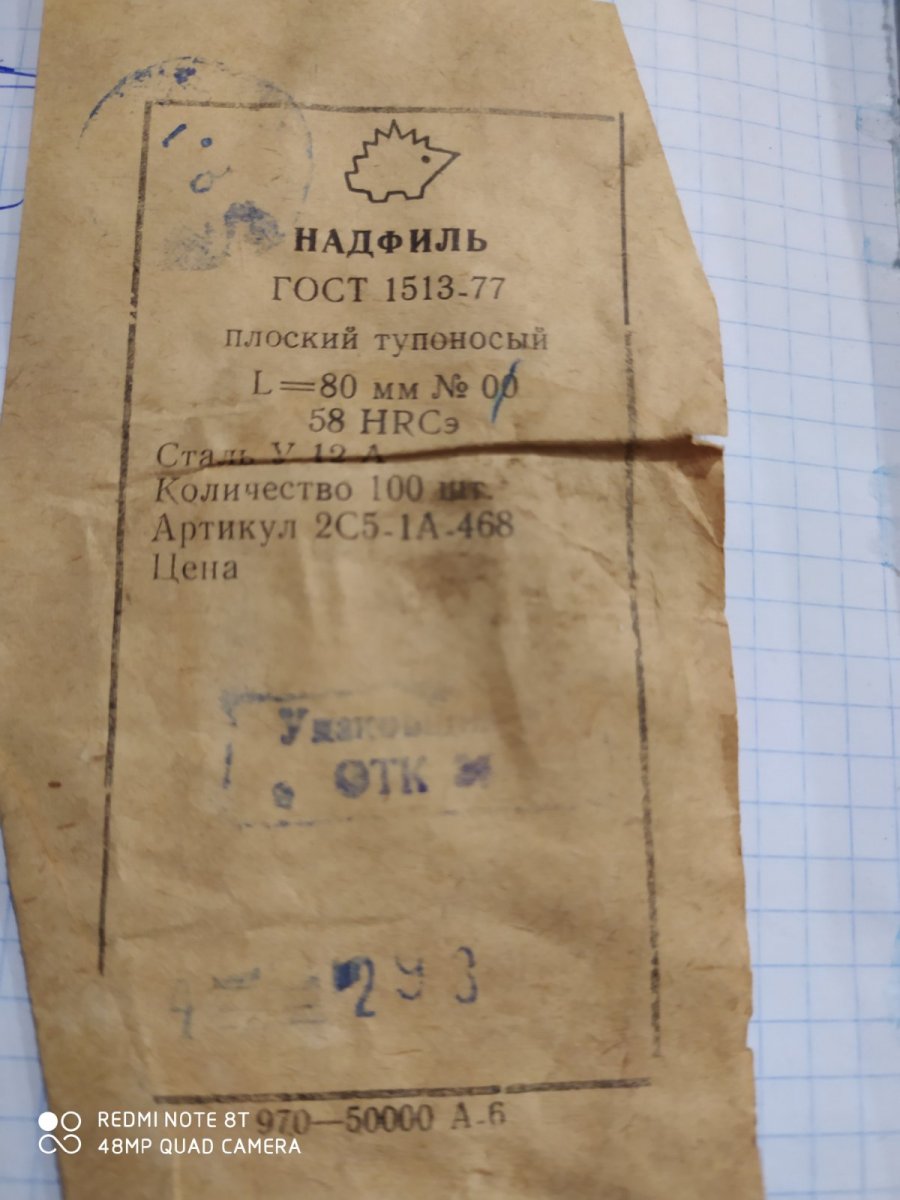 НАДФИЛЬ
ГОСТ 1513-77
плоский тупоносый
L=80 мм № 00
58 HRCэ
Сталь У 12 А
Количество 100 шт.
Артикул 2С5-1А-468
Цена
ОТК
293
970—50000 А-6
REDMI NOTE 8T
48MP QUAD CAMERA